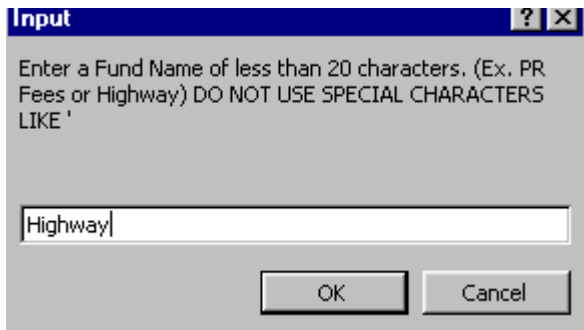 Input
Enter a Fund Name of less than 20 characters. (Ex. PR
Fees or Highway) DO NOT USE SPECIAL CHARACTERS
LIKE '
Highway
OK Cancel